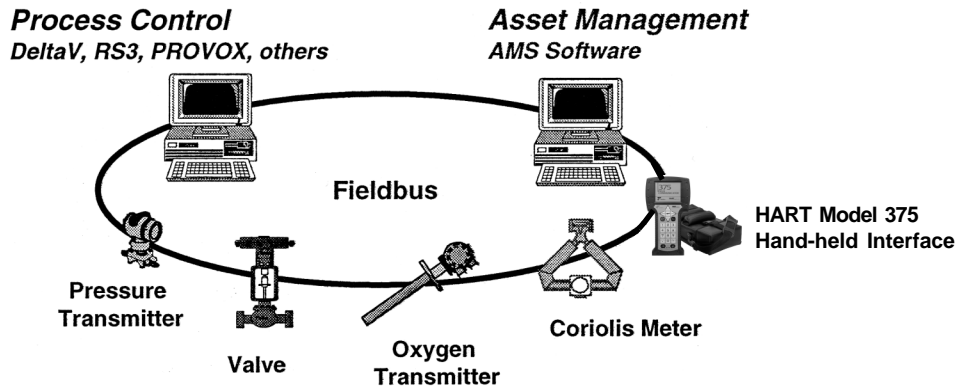 Process Control
DeltaV, RS3, PROVOX, others
Asset Management
AMS Software
Fieldbus
375
HART Model 375
Hand-held Interface
Pressure
Transmitter
Valve
Oxygen
Transmitter
Coriolis Meter